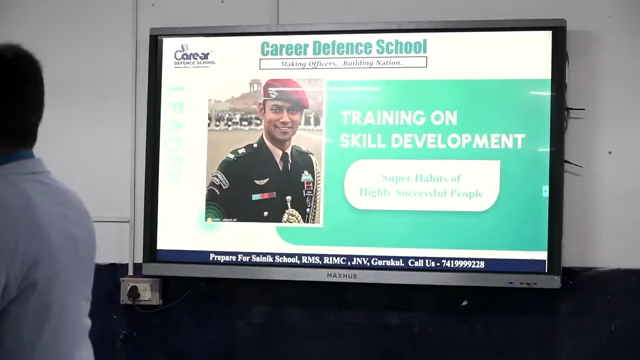 Career
DEFENCE SCHOOL
Career Defence School
Making Officers...Building Nation..
LEADERS
TRAINING ON
SKILL DEVELOPMENT
Super Habits of
Highly Successful People
Prepare For Sainik School, RMS, RIMC , JNV, Gurukul. Call Us - 7419999228
MAXHUB